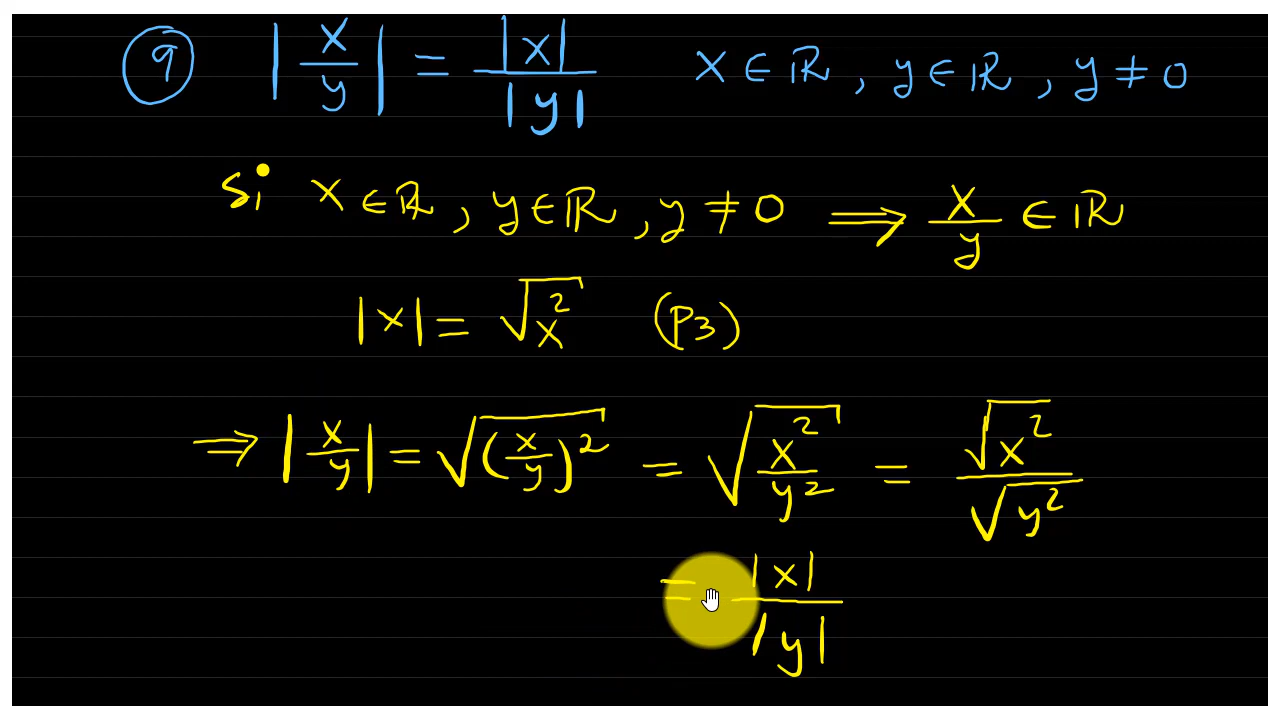 ⑨ |x/y| = |x|/|y| x ∈ ℝ, y ∈ ℝ, y ≠ 0
Si x ∈ ℝ, y ∈ ℝ, y ≠ 0 ⟹ x/y ∈ ℝ
|x| = √x² (P3)
⟹ |x/y| = √(x/y)² = √(x²/y²) = √x²/√y²
= |x|/|y|